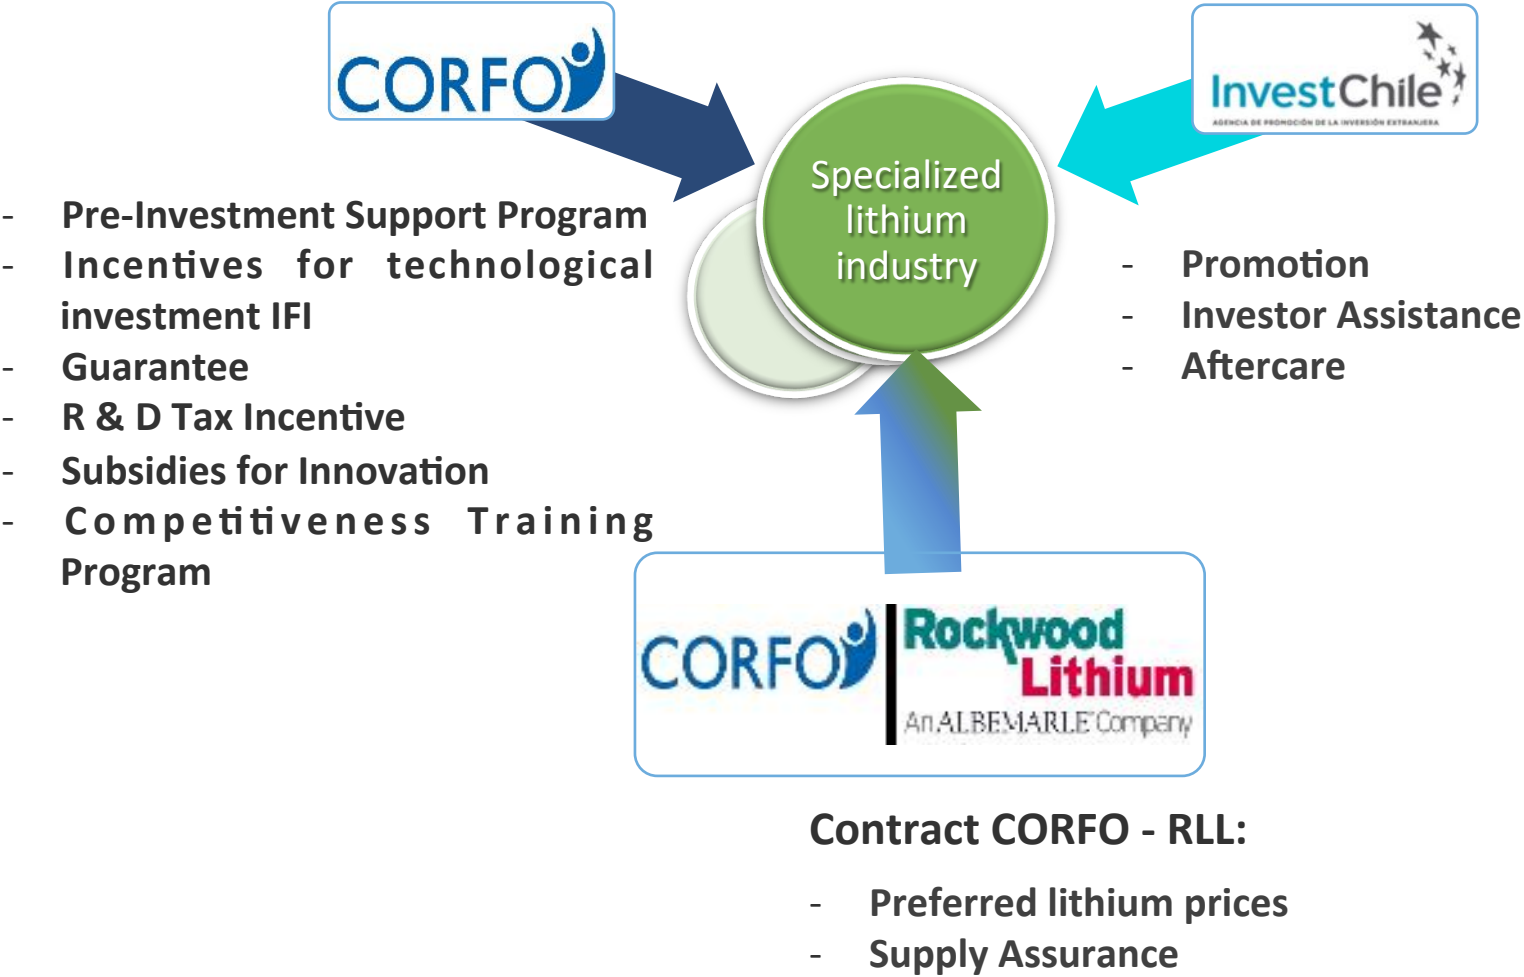 CORFO
InvestChile
AGENCIA DE PROMOCIÓN DE LA INVERSIÓN EXTRANJERA
Specialized
lithium
industry
- Pre-Investment Support Program
- Incentives for technological
investment IFI
- Guarantee
- R & D Tax Incentive
- Subsidies for Innovation
- Competitiveness Training
Program
- Promotion
- Investor Assistance
- Aftercare
CORFO
Rockwood
Lithium
An ALBEMARLE Company
Contract CORFO - RLL:
- Preferred lithium prices
- Supply Assurance